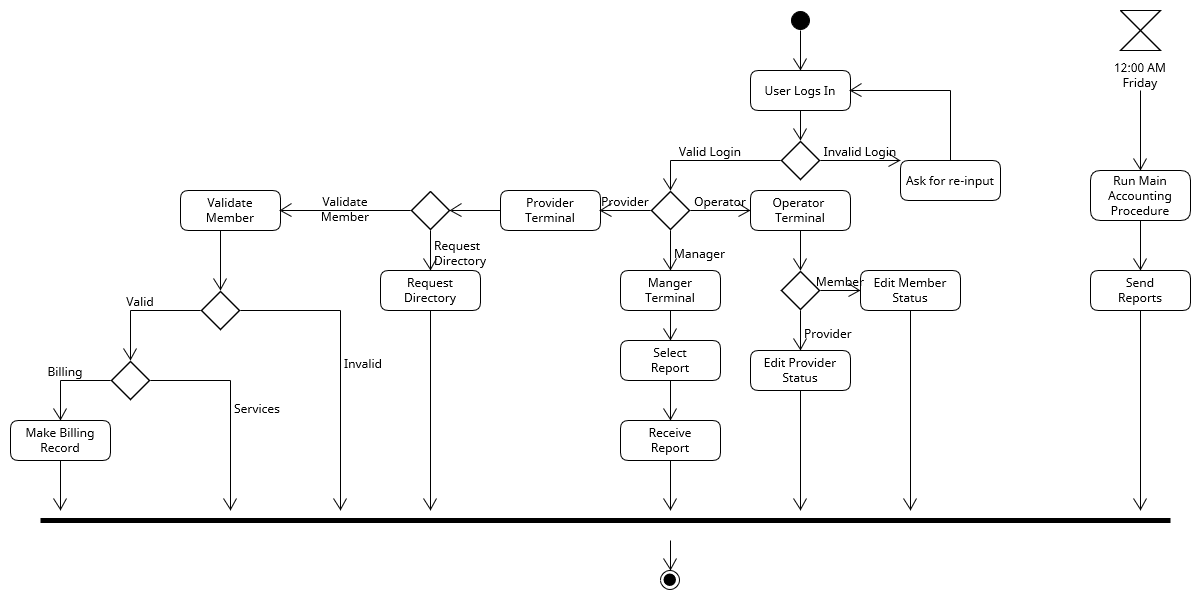 12:00 AM
Friday
User Logs In
Valid Login
Invalid Login
Ask for re-input
Run Main
Accounting
Procedure
Validate
Member
Validate
Member
Provider
Terminal
Provider
Operator
Operator
Terminal
Request
Directory
Manager
Request
Directory
Manger
Terminal
Member
Edit Member
Status
Send
Reports
Valid
Provider
Invalid
Select
Report
Edit Provider
Status
Billing
Services
Make Billing
Record
Receive
Report